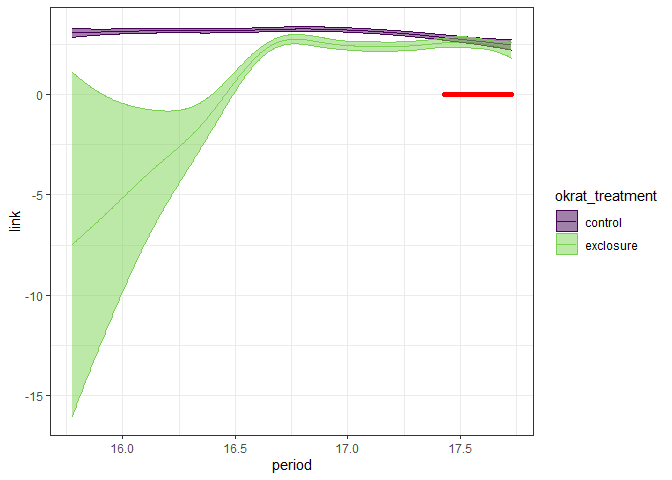 0
-5
-10
-15
link
16.0 16.5 17.0 17.5
period
okrat_treatment
control
exclosure